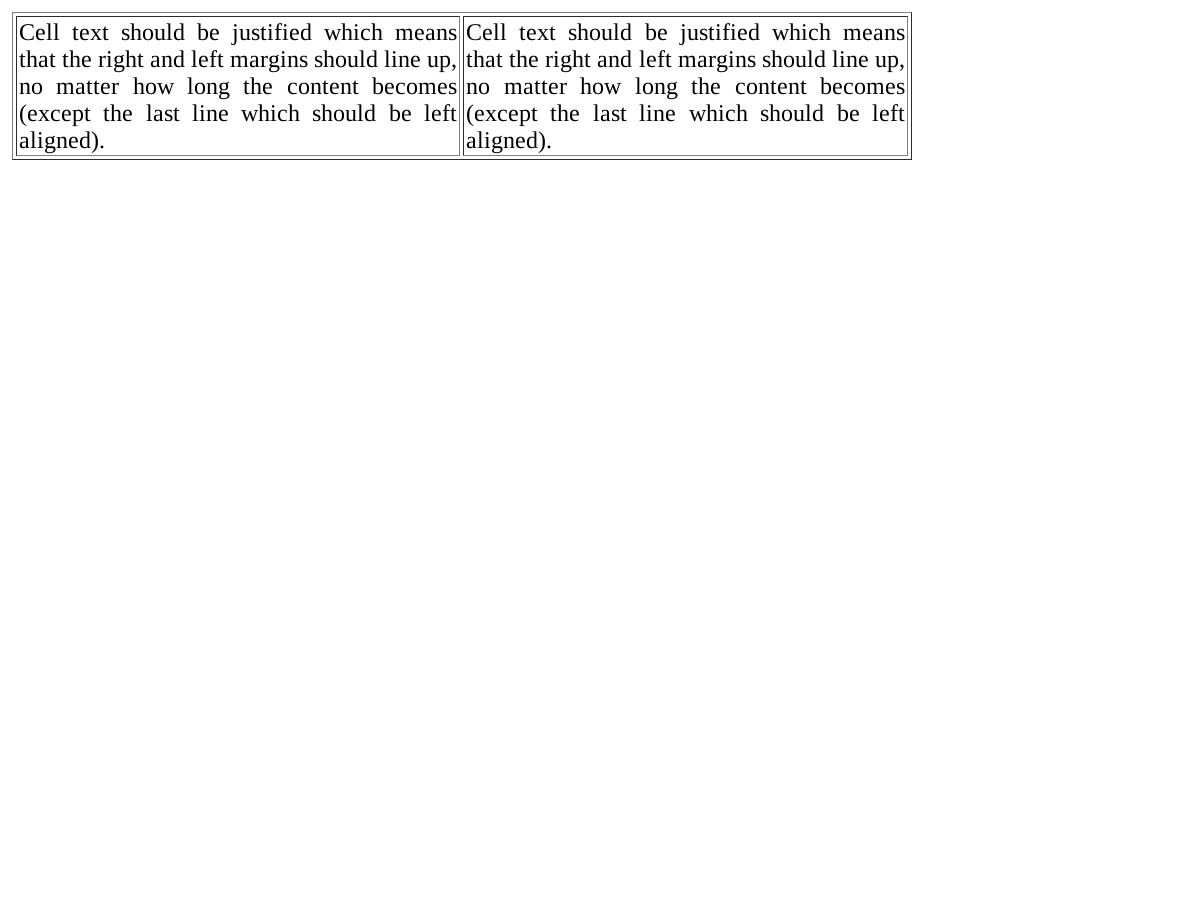 Cell text should be justified which means
that the right and left margins should line up,
no matter how long the content becomes
(except the last line which should be left
aligned).
Cell text should be justified which means
that the right and left margins should line up,
no matter how long the content becomes
(except the last line which should be left
aligned).